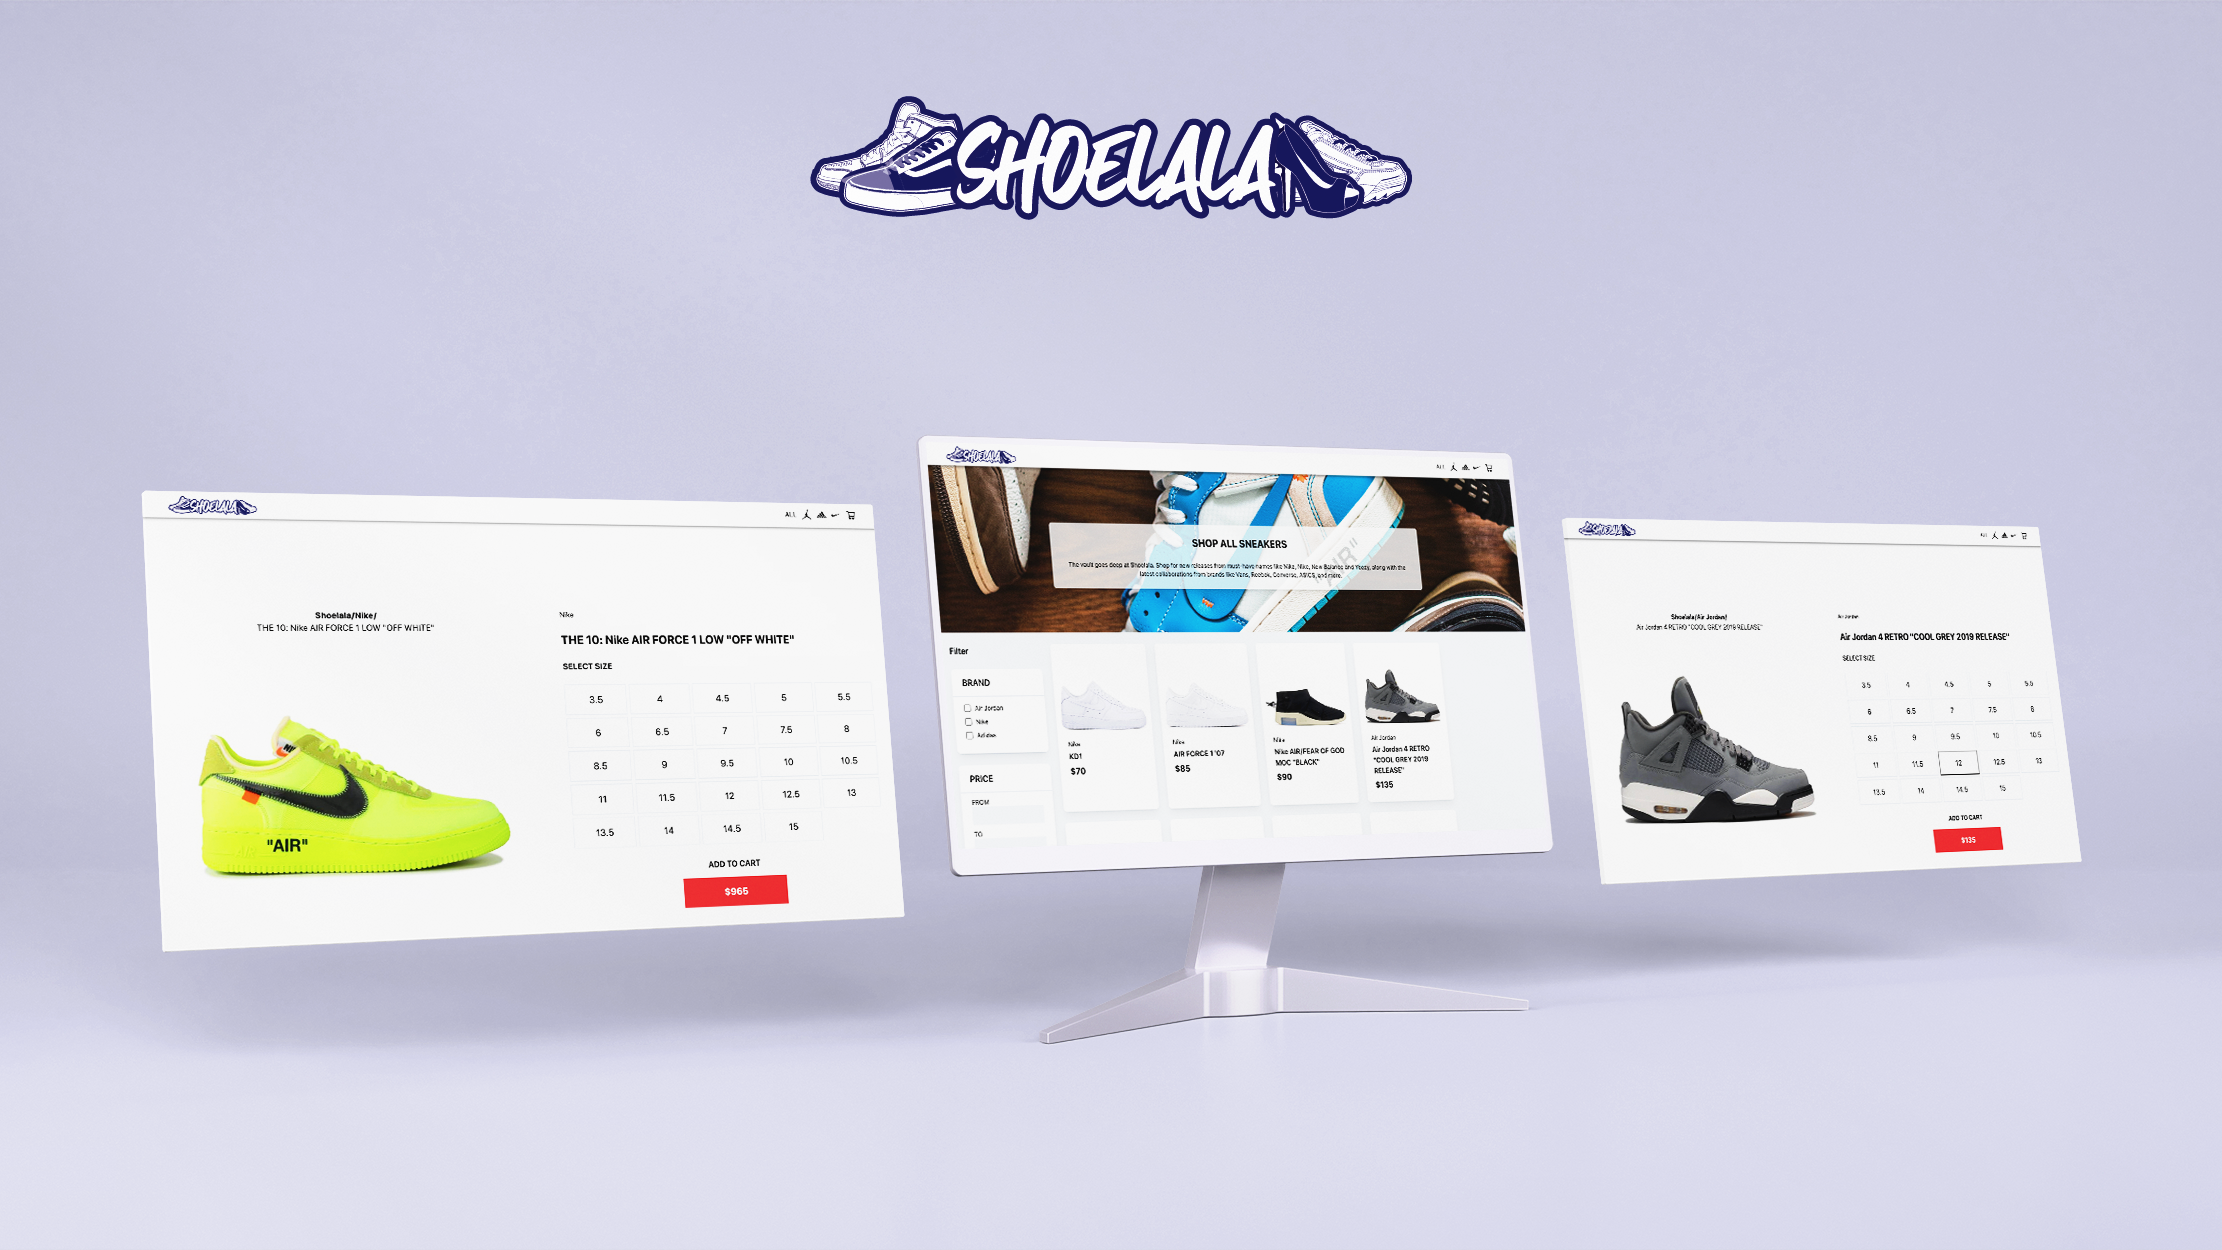 SHOELALA
SHOELALA
ALL
Shoelala/Nike/
THE 10: Nike AIR FORCE 1 LOW "OFF WHITE"
"AIR"
Nike
THE 10: Nike AIR FORCE 1 LOW "OFF WHITE"
SELECT SIZE
3.5 4 4.5 5 5.5
6 6.5 7 7.5 8
8.5 9 9.5 10 10.5
11 11.5 12 12.5 13
13.5 14 14.5 15
ADD TO CART
$965
SHOELALA
ALL
"AIR"
SHOP ALL SNEAKERS
The vault goes deep at Shoelala. Shop for new releases from must-have names like Nike, Nike, New Balance and Yeezy, along with the
latest collaborations from brands like Vans, Reebok, Converse, ASICS, and more.
Filter
BRAND
Air Jordan
Nike
Adidas
PRICE
FROM
TO
Nike
KD1
$70
Nike
AIR FORCE 1 '07
$85
Nike
Nike AIR/FEAR OF GOD
MOC "BLACK"
$90
Air Jordan
Air Jordan 4 RETRO
"COOL GREY 2019
RELEASE"
$135
SHOELALA
ALL
Shoelala/Air Jordan/
Air Jordan 4 RETRO "COOL GREY 2019 RELEASE"
Air Jordan
Air Jordan 4 RETRO "COOL GREY 2019 RELEASE"
SELECT SIZE
3.5 4 4.5 5 5.5
6 6.5 7 7.5 8
8.5 9 9.5 10 10.5
11 11.5 12 12.5 13
13.5 14 14.5 15
ADD TO CART
$135